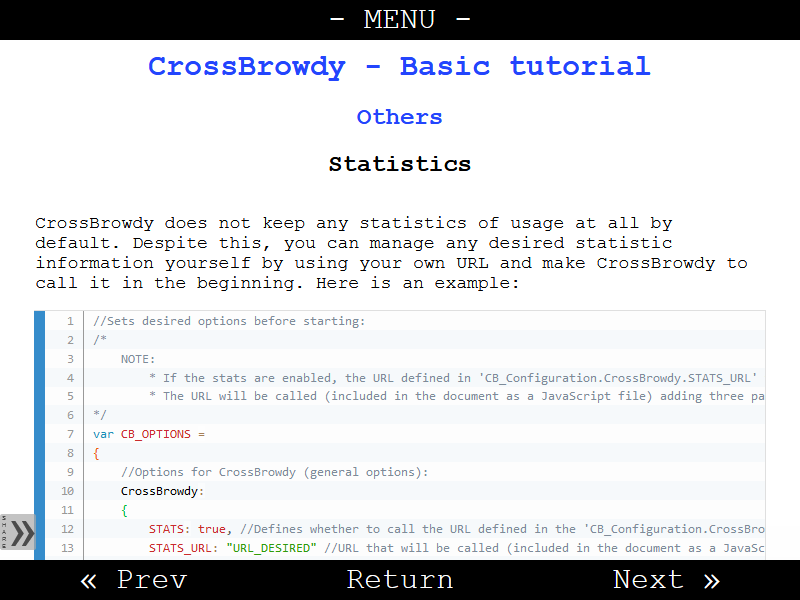 - MENU -
CrossBrowdy - Basic tutorial
Others
Statistics
CrossBrowdy does not keep any statistics of usage at all by
default. Despite this, you can manage any desired statistic
information yourself by using your own URL and make CrossBrowdy to
call it in the beginning. Here is an example:
1 //Sets desired options before starting:
2 /*
3 NOTE:
4 * If the stats are enabled, the URL defined in 'CB_Configuration.CrossBrowdy.STATS_URL'
5 * The URL will be called (included in the document as a JavaScript file) adding three pa
6 */
7 var CB_OPTIONS =
8 {
9 //Options for CrossBrowdy (general options):
10 CrossBrowdy:
11 {
12 STATS: true, //Defines whether to call the URL defined in the 'CB_Configuration.CrossBro
13 STATS_URL: "URL_DESIRED" //URL that will be called (included in the document as a JavaSc
SHARE »
« Prev Return Next »